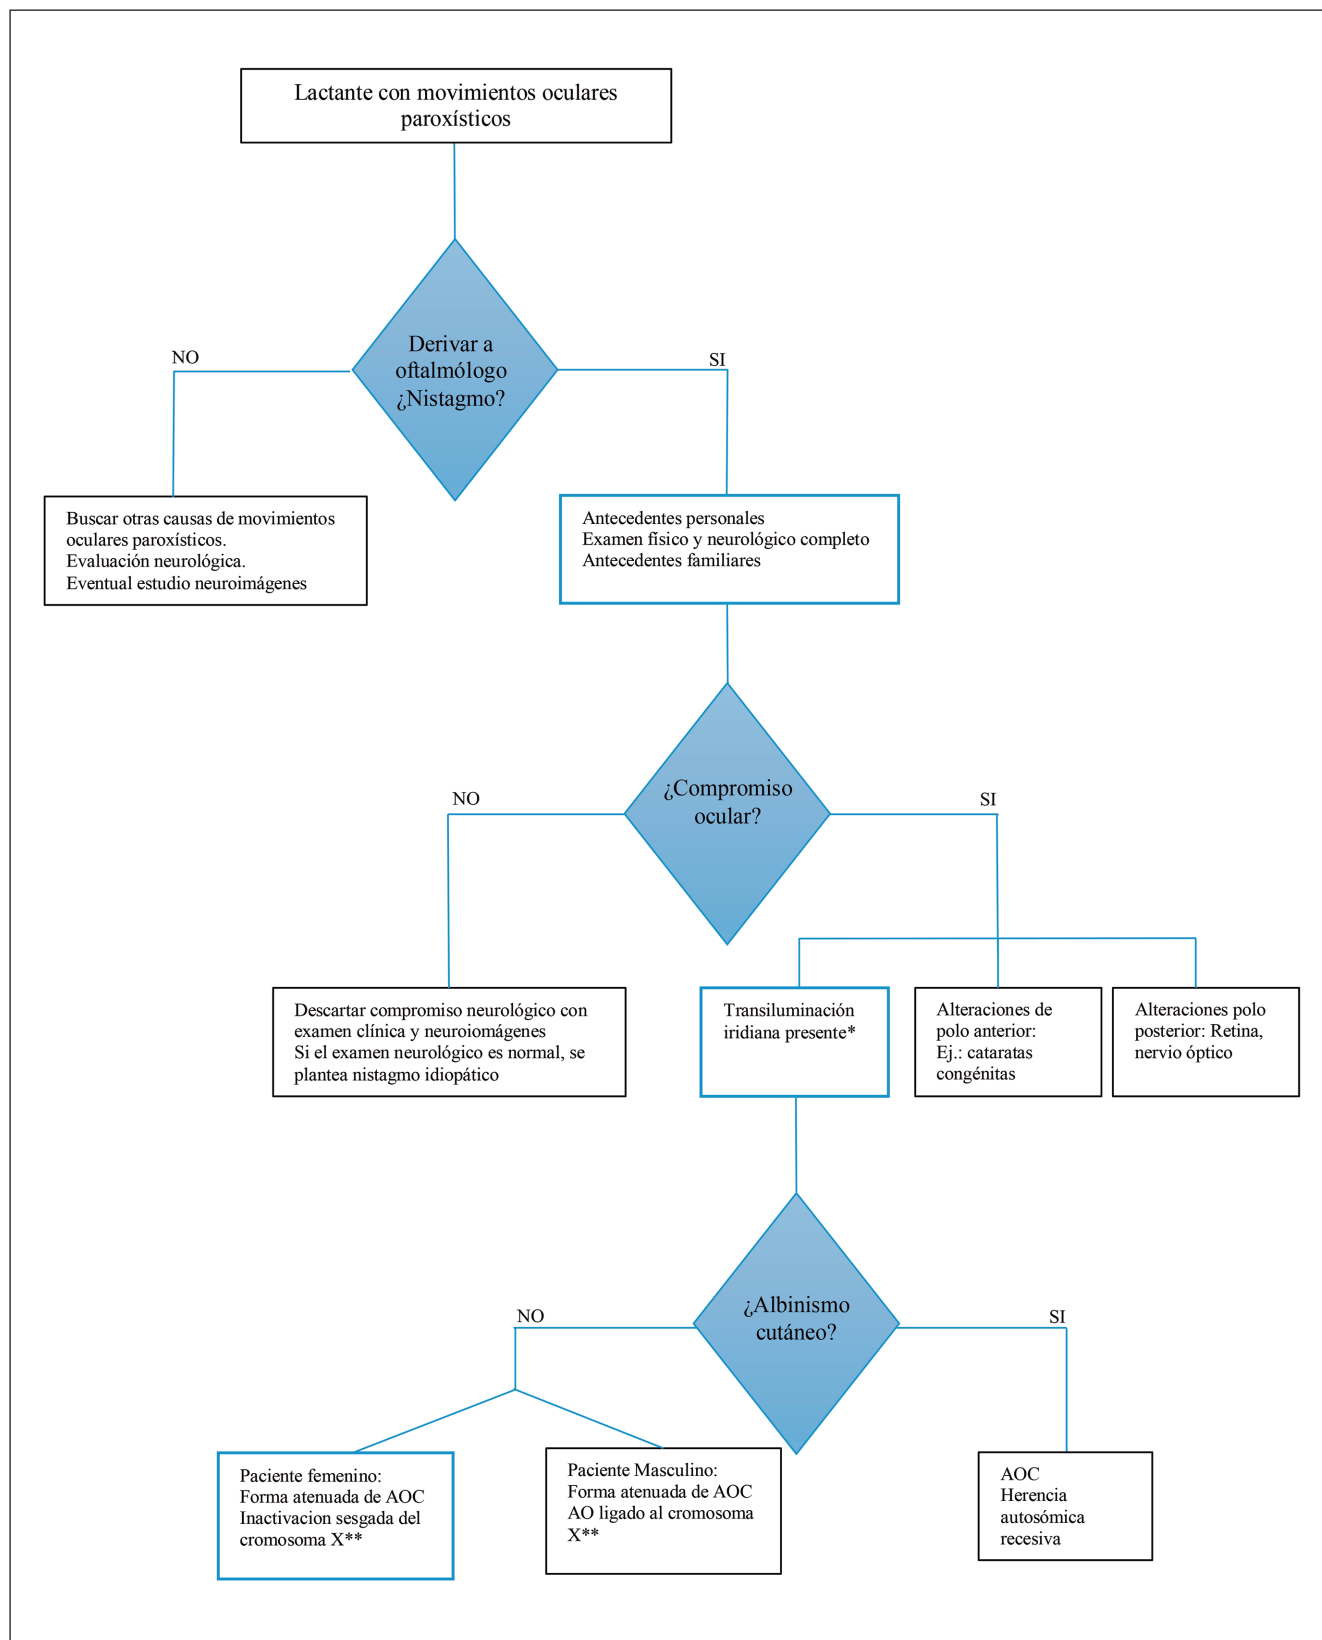 Lactante con movimientos oculares
paroxísticos
Derivar a
oftalmólogo
¿Nistagmo?
NO
SI
Buscar otras causas de movimientos
oculares paroxísticos.
Evaluación neurológica.
Eventual estudio neuroimágenes
Antecedentes personales
Examen físico y neurológico completo
Antecedentes familiares
¿Compromiso
ocular?
NO
SI
Descartar compromiso neurológico con
examen clínica y neuroiomágenes
Si el examen neurológico es normal, se
plantea nistagmo idiopático
Transiluminación
iridiana presente*
Alteraciones de
polo anterior:
Ej.: cataratas
congénitas
Alteraciones polo
posterior: Retina,
nervio óptico
¿Albinismo
cutáneo?
NO
SI
Paciente femenino:
Forma atenuada de AOC
Inactivacion sesgada del
cromosoma X**
Paciente Masculino:
Forma atenuada de AOC
AO ligado al cromosoma
X**
AOC
Herencia
autosómica
recesiva